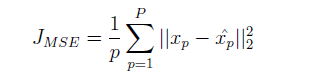 J_{MSE} = \frac{1}{p} \sum_{p=1}^{P} ||x_p - \hat{x_p}||_2^2